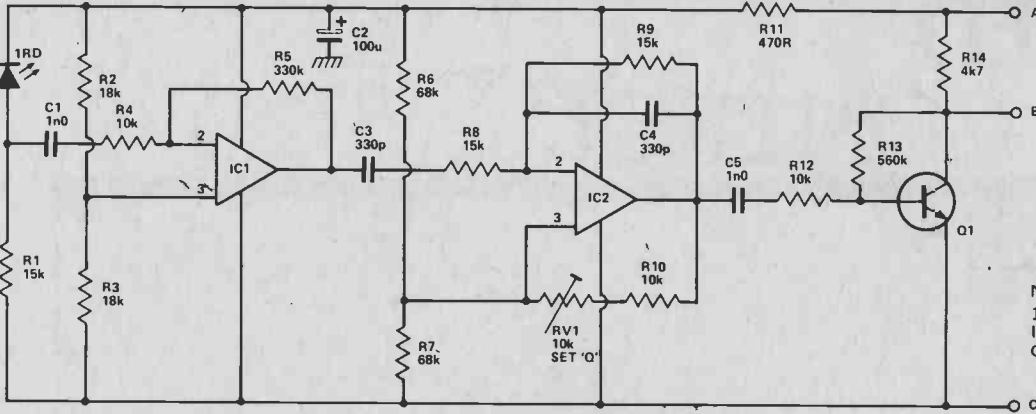 1RD
R2
18k
C1
1n0
R4
10k
R5
330k
C2
100u
+
2
3
IC1
R1
15k
R3
18k
C3
330p
R6
68k
R7
68k
R8
15k
R9
15k
C4
330p
2
3
IC2
RV1
10k
SET 'Q'
R10
10k
C5
1n0
R12
10k
R11
470R
R13
560k
R14
4k7
Q1
A